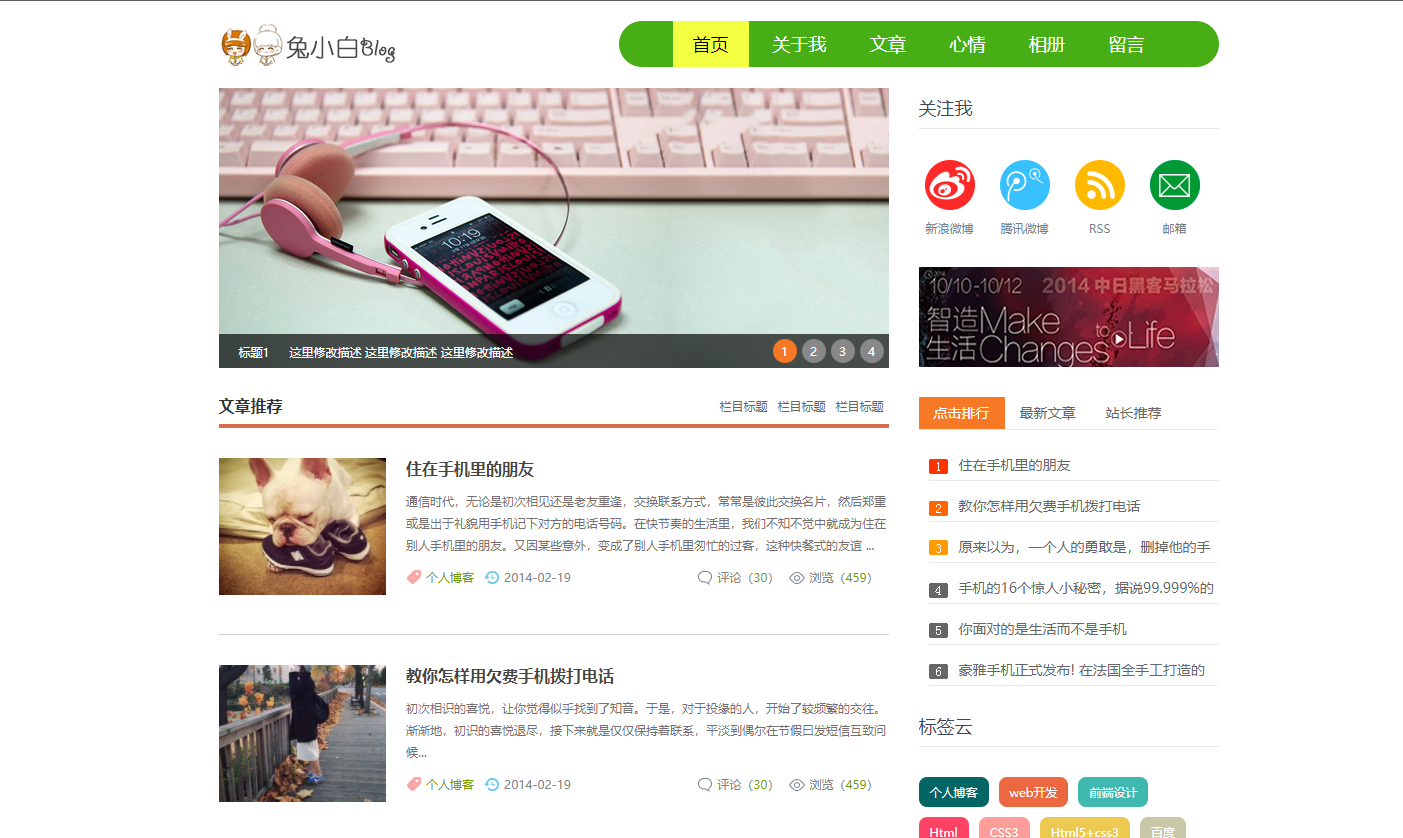 兔小白Blog
首页 关于我 文章 心情 相册 留言
10:19
标题1 这里修改描述 这里修改描述 这里修改描述
1 2 3 4
文章推荐
栏目标题 栏目标题 栏目标题
住在手机里的朋友
通信时代，无论是初次相见还是老友重逢，交换联系方式，常常是彼此交换名片，然后郑重
或是出于礼貌用手机记下对方的电话号码。在快节奏的生活里，我们不知不觉中就成为住在
别人手机里的朋友。又因某些意外，变成了别人手机里匆忙的过客，这种快餐式的友谊 ...
个人博客 2014-02-19 评论（30） 浏览（459）
教你怎样用欠费手机拨打电话
初次相识的喜悦，让你觉得似乎找到了知音。于是，对于投缘的人，开始了较频繁的交往。
渐渐地，初识的喜悦退尽，接下来就是仅仅保持着联系，平淡到偶尔在节假日发短信互致问
候...
个人博客 2014-02-19 评论（30） 浏览（459）
关注我
新浪微博 腾讯微博 RSS 邮箱
2014
10/10-10/12 2014 中日黑客马拉松
智造Make
生活Changes to Life
点击排行 最新文章 站长推荐
1 住在手机里的朋友
2 教你怎样用欠费手机拨打电话
3 原来以为，一个人的勇敢是，删掉他的手
4 手机的16个惊人小秘密，据说99.999%的
5 你面对的是生活而不是手机
6 豪雅手机正式发布! 在法国全手工打造的
标签云
个人博客 web开发 前端设计
Html CSS3 Html5+css3 百度